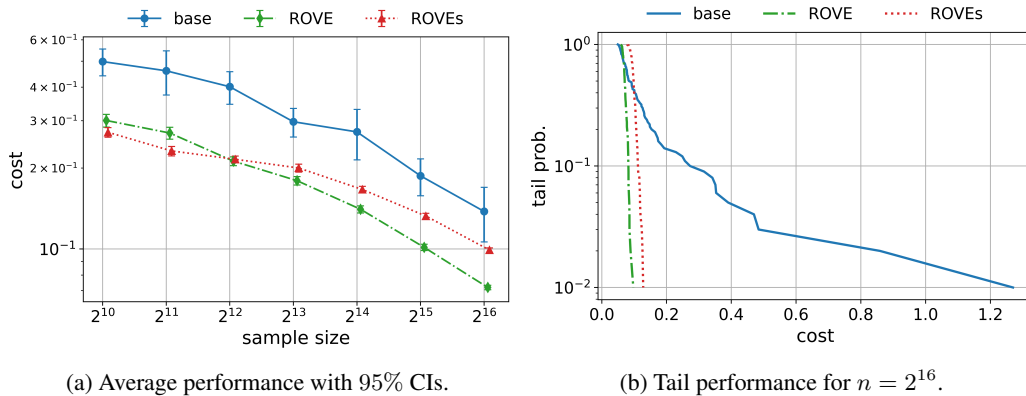 base ROVE ROVEs
6 × 10⁻¹
4 × 10⁻¹
3 × 10⁻¹
2 × 10⁻¹
10⁻¹
cost
2¹⁰ 2¹¹ 2¹² 2¹³ 2¹⁴ 2¹⁵ 2¹⁶
sample size
(a) Average performance with 95% CIs.
base ROVE ROVEs
10⁰
10⁻¹
10⁻²
tail prob.
0.0 0.2 0.4 0.6 0.8 1.0 1.2
cost
(b) Tail performance for n = 2¹⁶.